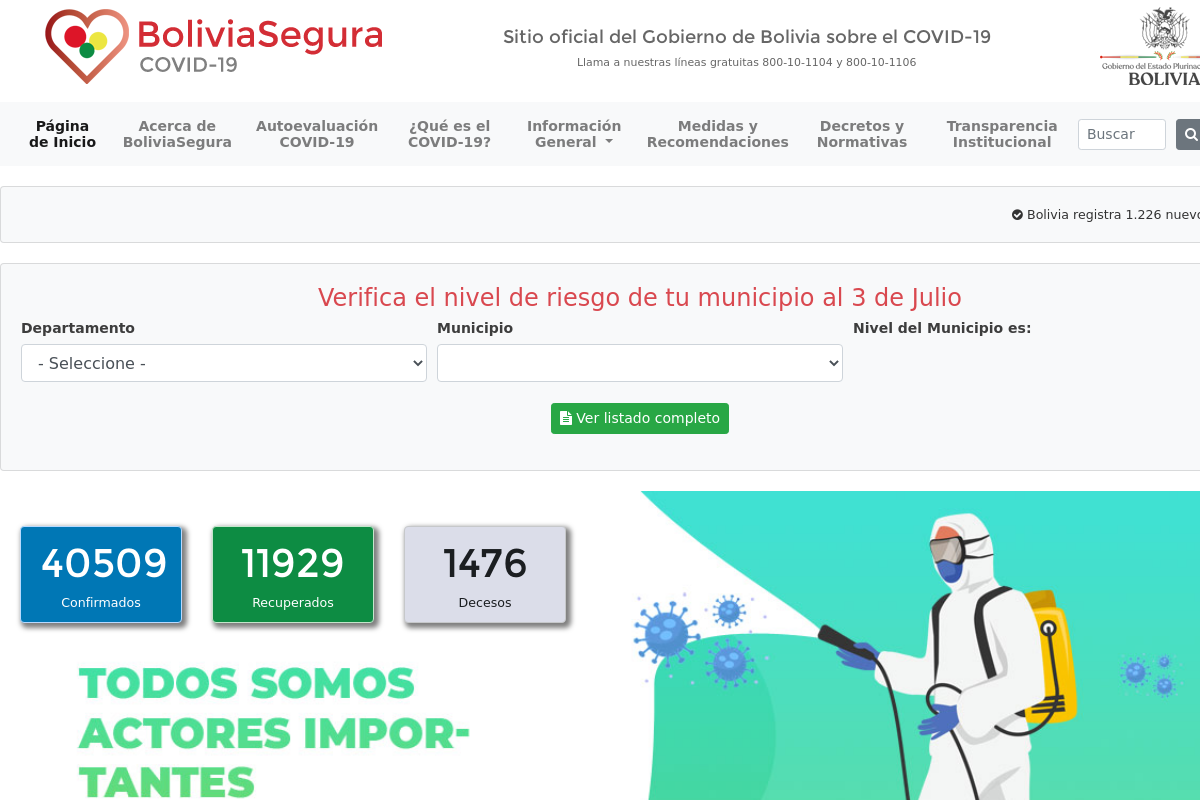 BoliviaSegura
COVID-19
Sitio oficial del Gobierno de Bolivia sobre el COVID-19
Llama a nuestras líneas gratuitas 800-10-1104 y 800-10-1106
Gobierno del Estado Plurinac
BOLIVIA
Página
de Inicio
Acerca de
BoliviaSegura
Autoevaluación
COVID-19
¿Qué es el
COVID-19?
Información
General
Medidas y
Recomendaciones
Decretos y
Normativas
Transparencia
Institucional
Buscar
Bolivia registra 1.226 nuevo
Verifica el nivel de riesgo de tu municipio al 3 de Julio
Departamento
Municipio
Nivel del Municipio es:
- Seleccione -
Ver listado completo
40509
Confirmados
11929
Recuperados
1476
Decesos
TODOS SOMOS
ACTORES IMPOR-
TANTES